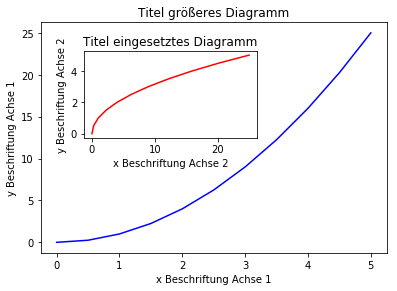 Titel größeres Diagramm
25
20
15
10
5
0
y Beschriftung Achse 1
Titel eingesetztes Diagramm
4
2
0
y Beschriftung Achse 2
0 10 20
x Beschriftung Achse 2
0 1 2 3 4 5
x Beschriftung Achse 1